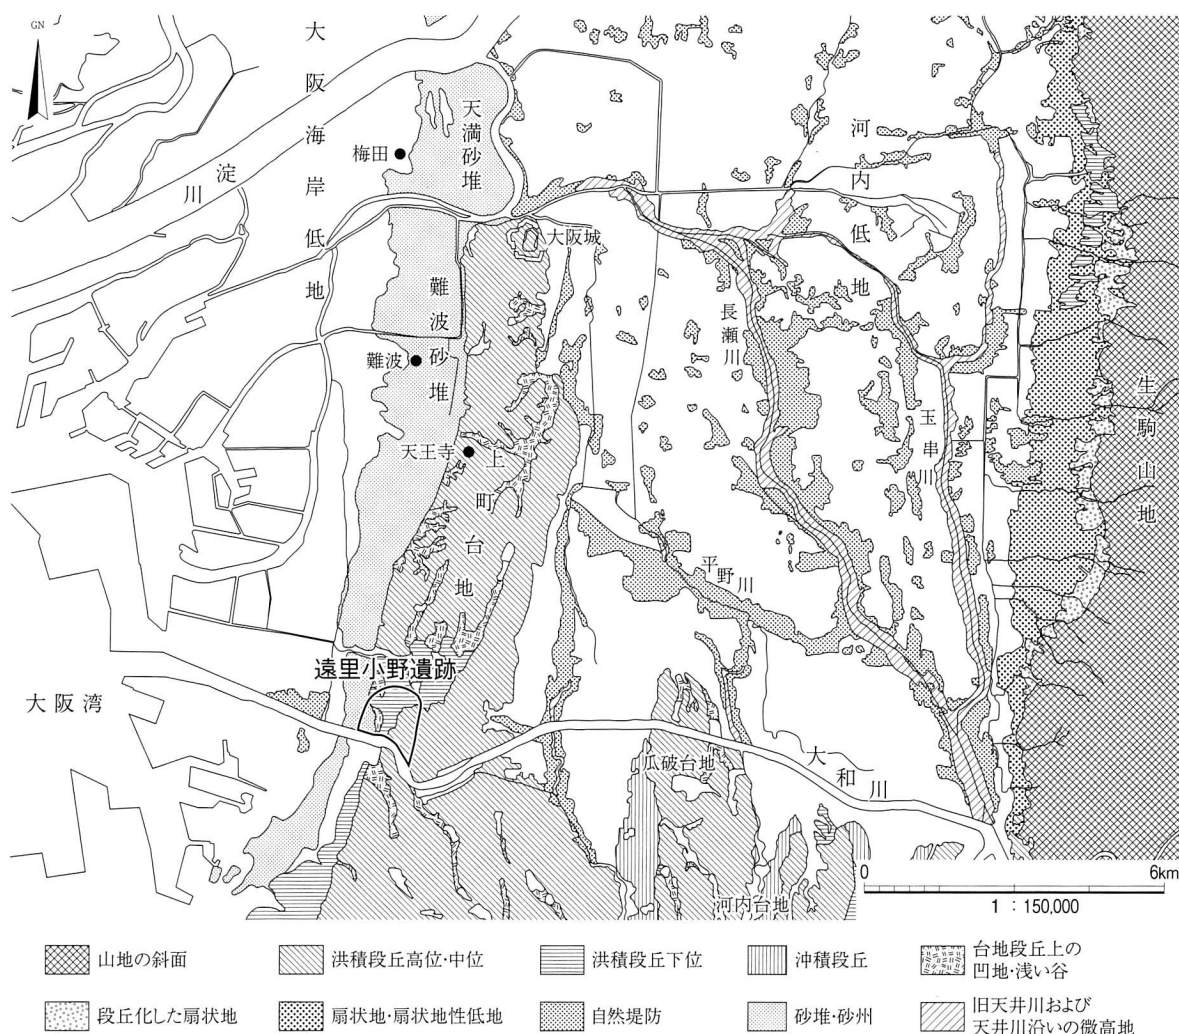 GN
大阪海岸低地
淀川
梅田
天満砂堆
大阪城
難波砂堆
難波
天王寺
上町台地
河内低地
長瀬川
玉串川
生駒山地
平野川
遠里小野遺跡
大阪湾
瓜破台地
大和川
河内台地
0 6km
1 : 150,000
山地の斜面
洪積段丘高位・中位
洪積段丘下位
沖積段丘
台地段丘上の
凹地・浅い谷
段丘化した扇状地
扇状地・扇状地性低地
自然堤防
砂堆・砂州
旧天井川および
天井川沿いの微高地